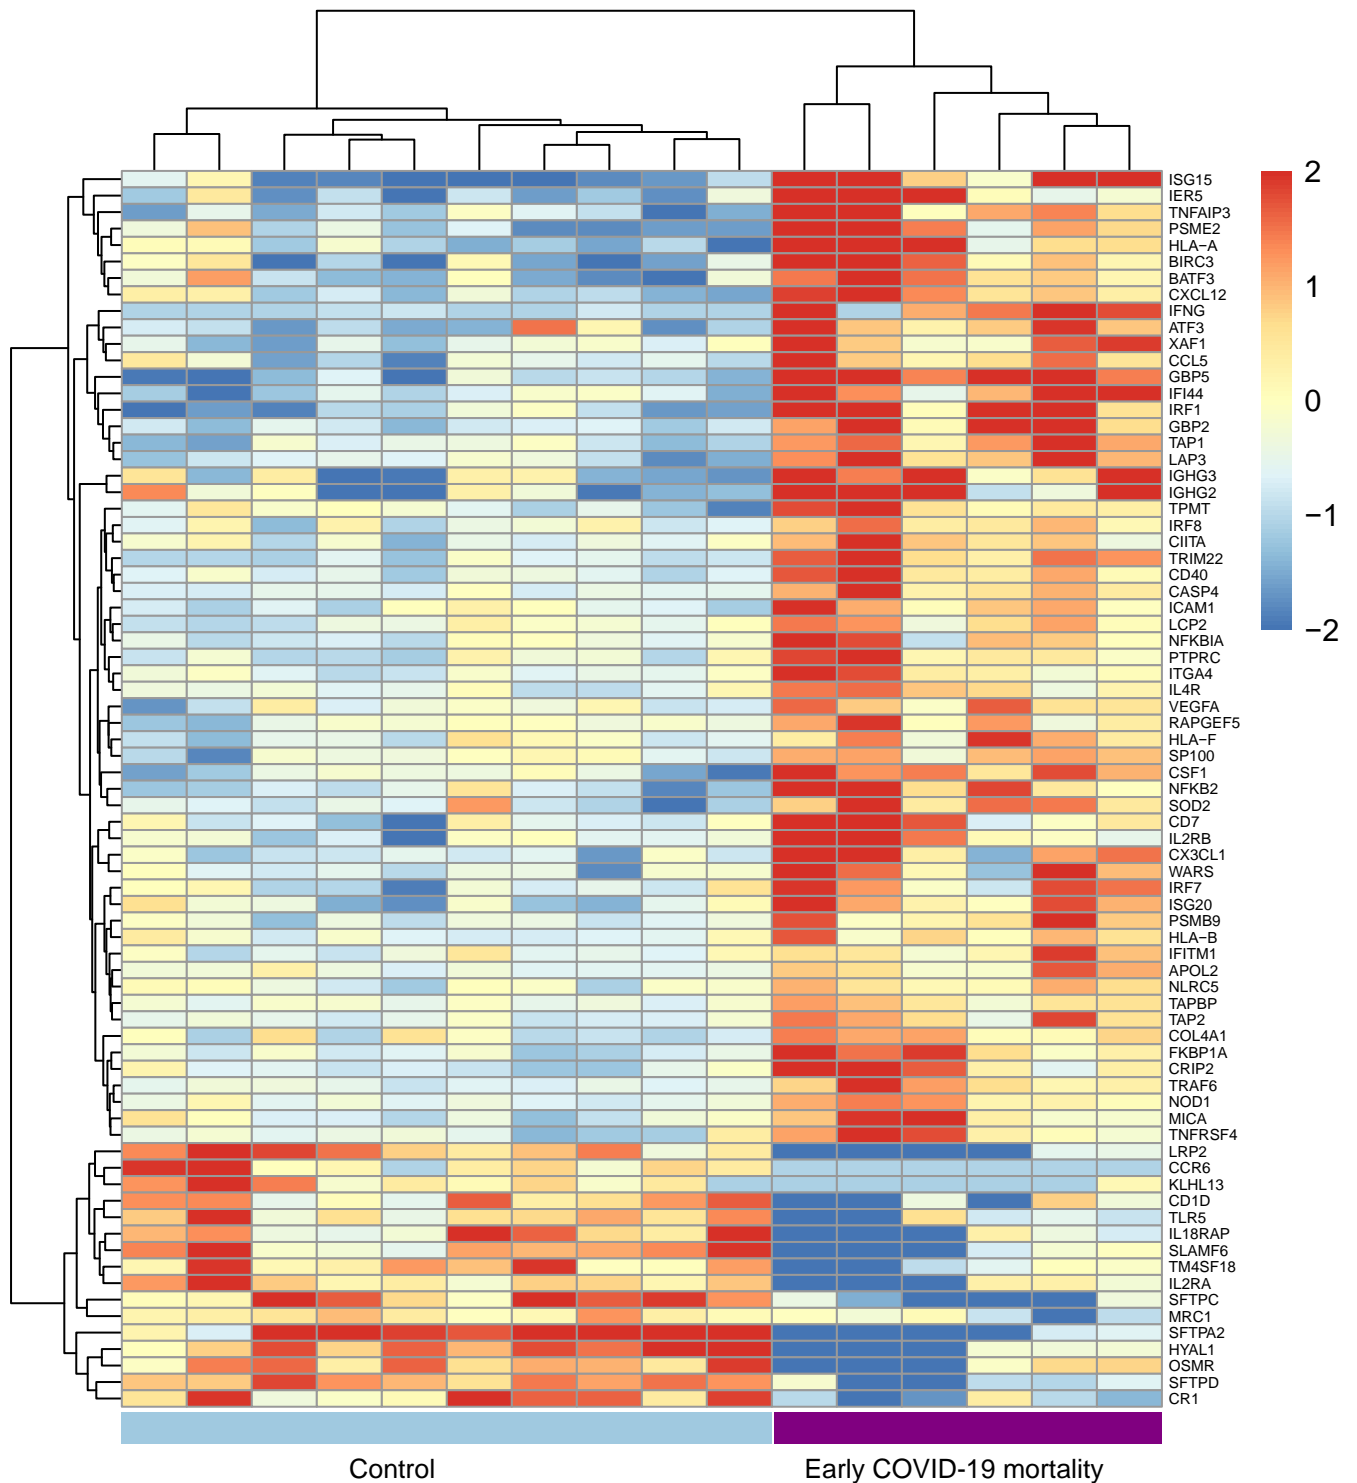 ISG15
IER5
TNFAIP3
PSME2
HLA−A
BIRC3
BATF3
CXCL12
IFNG
ATF3
XAF1
CCL5
GBP5
IFI44
IRF1
GBP2
TAP1
LAP3
IGHG3
IGHG2
TPMT
IRF8
CIITA
TRIM22
CD40
CASP4
ICAM1
LCP2
NFKBIA
PTPRC
ITGA4
IL4R
VEGFA
RAPGEF5
HLA−F
SP100
CSF1
NFKB2
SOD2
CD7
IL2RB
CX3CL1
WARS
IRF7
ISG20
PSMB9
HLA−B
IFITM1
APOL2
NLRC5
TAPBP
TAP2
COL4A1
FKBP1A
CRIP2
TRAF6
NOD1
MICA
TNFRSF4
LRP2
CCR6
KLHL13
CD1D
TLR5
IL18RAP
SLAMF6
TM4SF18
IL2RA
SFTPC
MRC1
SFTPA2
HYAL1
OSMR
SFTPD
CR1
2
1
0
−1
−2
Control
Early COVID-19 mortality